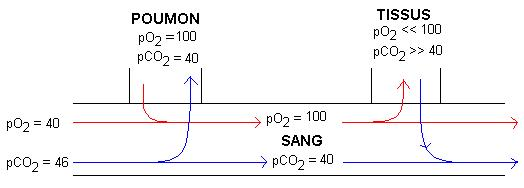 POUMON
pO2 = 100
pCO2 = 40
TISSUS
pO2 << 100
pCO2 >> 40
pO2 = 40
pO2 = 100
SANG
pCO2 = 46
pCO2 = 40